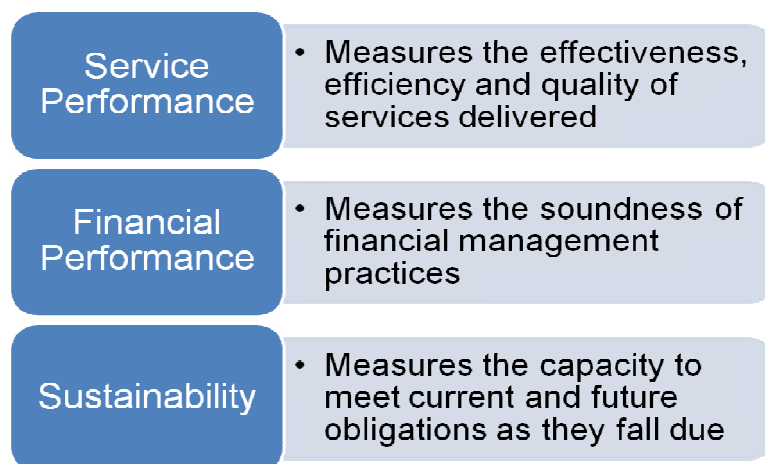 Service
Performance
• Measures the effectiveness,
efficiency and quality of
services delivered
Financial
Performance
• Measures the soundness of
financial management
practices
Sustainability
• Measures the capacity to
meet current and future
obligations as they fall due